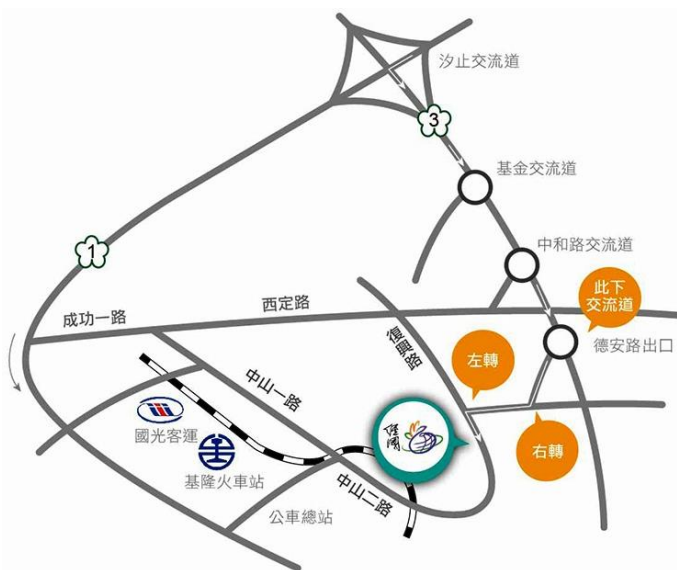 汐止交流道
3
基金交流道
1
中和路交流道
此下
交流道
西定路
成功一路
復興路
左轉
德安路出口
中山一路
國光客運
隆
國
右轉
基隆火車站
中山二路
公車總站